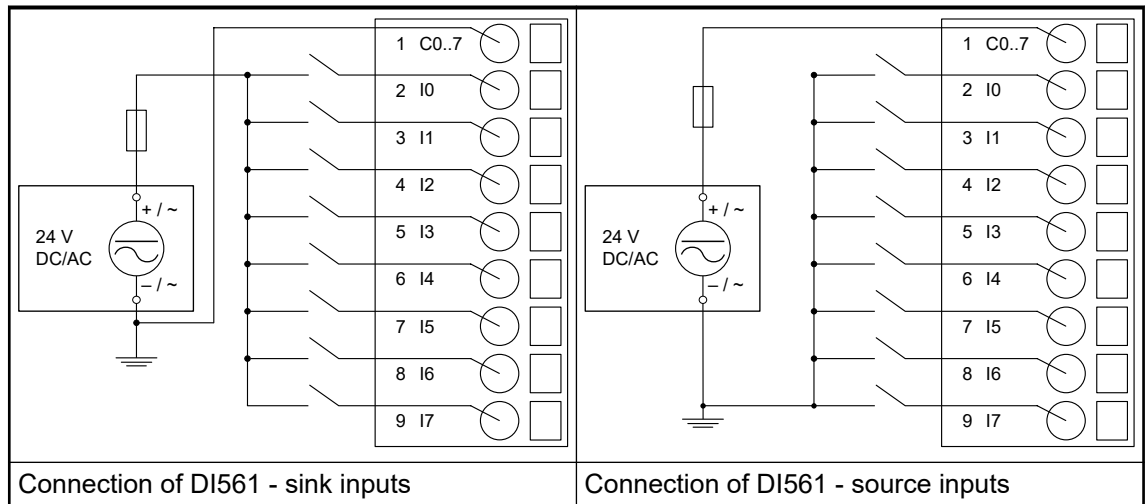 1 C0..7
2 I0
3 I1
4 I2
5 I3
6 I4
7 I5
8 I6
9 I7
+ / ~
24 V
DC/AC
– / ~
Connection of DI561 - sink inputs
1 C0..7
2 I0
3 I1
4 I2
5 I3
6 I4
7 I5
8 I6
9 I7
+ / ~
24 V
DC/AC
– / ~
Connection of DI561 - source inputs